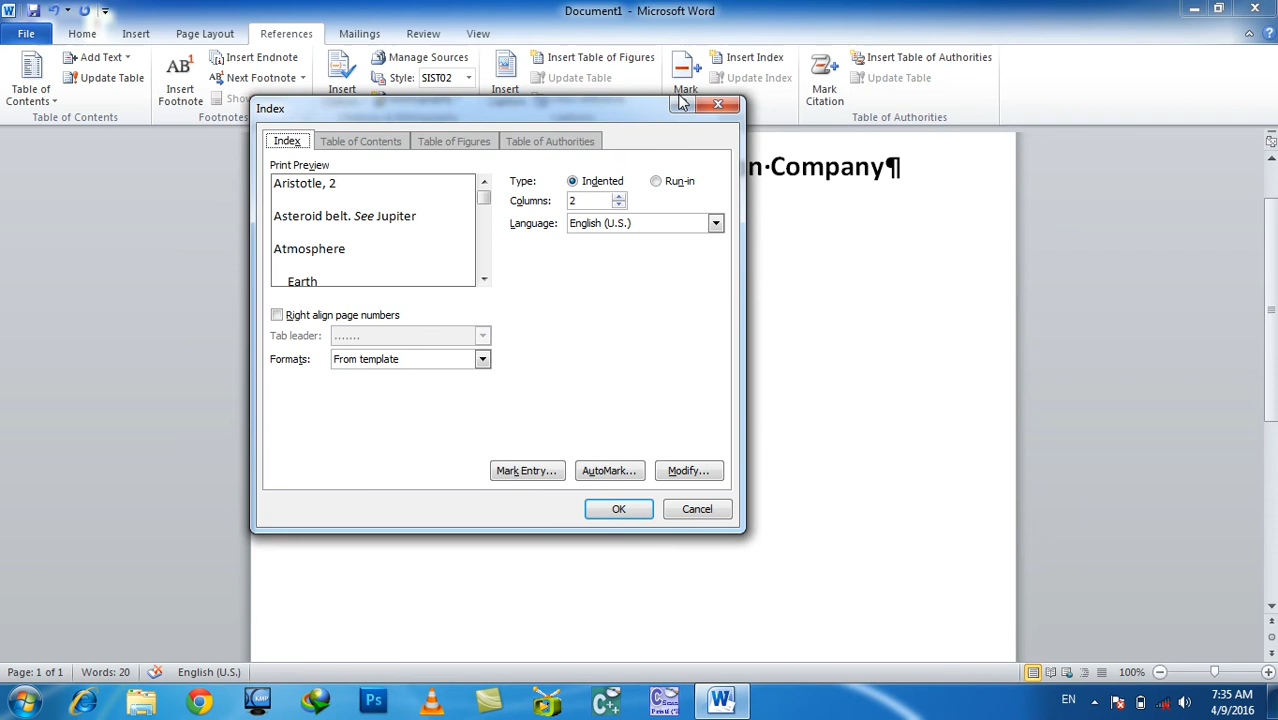 Document1 - Microsoft Word
File Home Insert Page Layout References Mailings Review View
Table of Contents
Add Text
Update Table
Table of Contents
AB1
Insert Footnote
Insert Endnote
AB1 Next Footnote
Show
Footnotes
Insert
Manage Sources
Style: SIST02
Insert
Insert Table of Figures
Update Table
Mark
Insert Index
Update Index
Mark Citation
Insert Table of Authorities
Update Table
Table of Authorities
n·Company¶
Index
Index Table of Contents Table of Figures Table of Authorities
Print Preview
Aristotle, 2
Asteroid belt. See Jupiter
Atmosphere
Earth
Type: Indented Run-in
Columns: 2
Language: English (U.S.)
Right align page numbers
Tab leader: .......
Formats: From template
Mark Entry... AutoMark... Modify...
OK Cancel
Page: 1 of 1 Words: 20 English (U.S.) 100%
EN
7:35 AM
4/9/2016